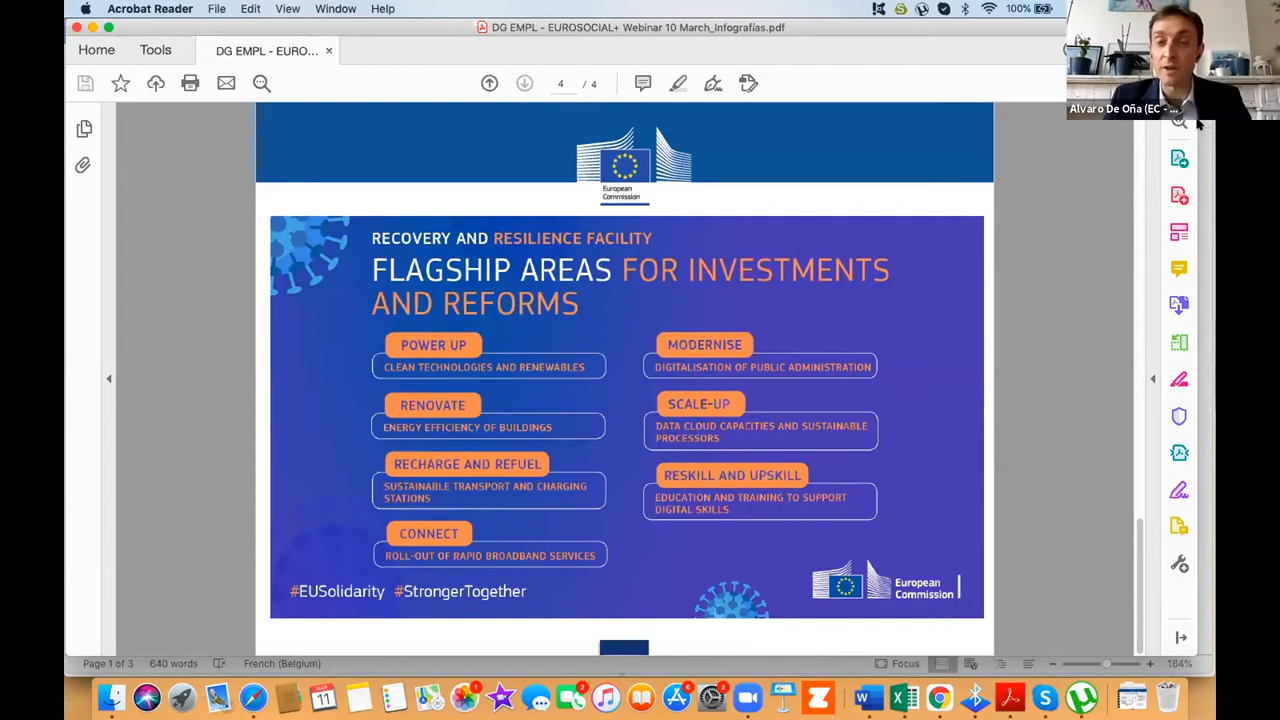 Acrobat Reader File Edit View Window Help 100%
DG EMPL - EUROSOCIAL+ Webinar 10 March_Infografías.pdf
Home Tools DG EMPL - EURO... ×
4 / 4
Alvaro De Oña (EC - ...
European
Commission
RECOVERY AND RESILIENCE FACILITY
FLAGSHIP AREAS FOR INVESTMENTS
AND REFORMS
POWER UP
CLEAN TECHNOLOGIES AND RENEWABLES
RENOVATE
ENERGY EFFICIENCY OF BUILDINGS
RECHARGE AND REFUEL
SUSTAINABLE TRANSPORT AND CHARGING
STATIONS
CONNECT
ROLL-OUT OF RAPID BROADBAND SERVICES
MODERNISE
DIGITALISATION OF PUBLIC ADMINISTRATION
SCALE-UP
DATA CLOUD CAPACITIES AND SUSTAINABLE
PROCESSORS
RESKILL AND UPSKILL
EDUCATION AND TRAINING TO SUPPORT
DIGITAL SKILLS
#EUSolidarity #StrongerTogether
European
Commission
Page 1 of 3 640 words French (Belgium) Focus 164%